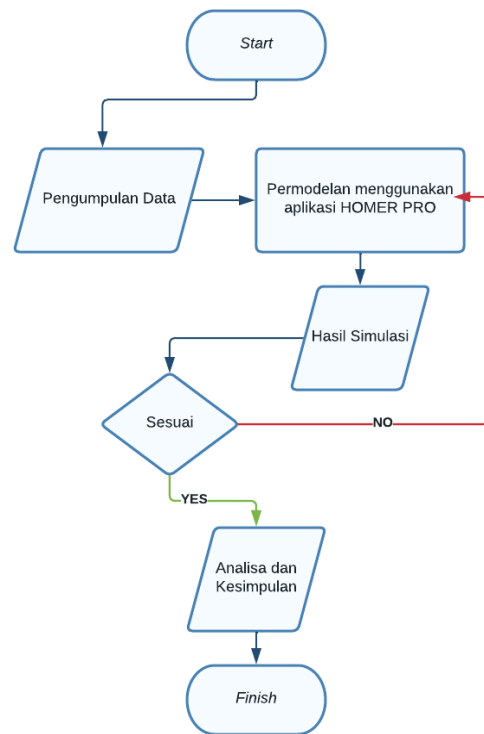 Start
Pengumpulan Data
Permodelan menggunakan
aplikasi HOMER PRO
Hasil Simulasi
Sesuai
NO
YES
Analisa dan
Kesimpulan
Finish